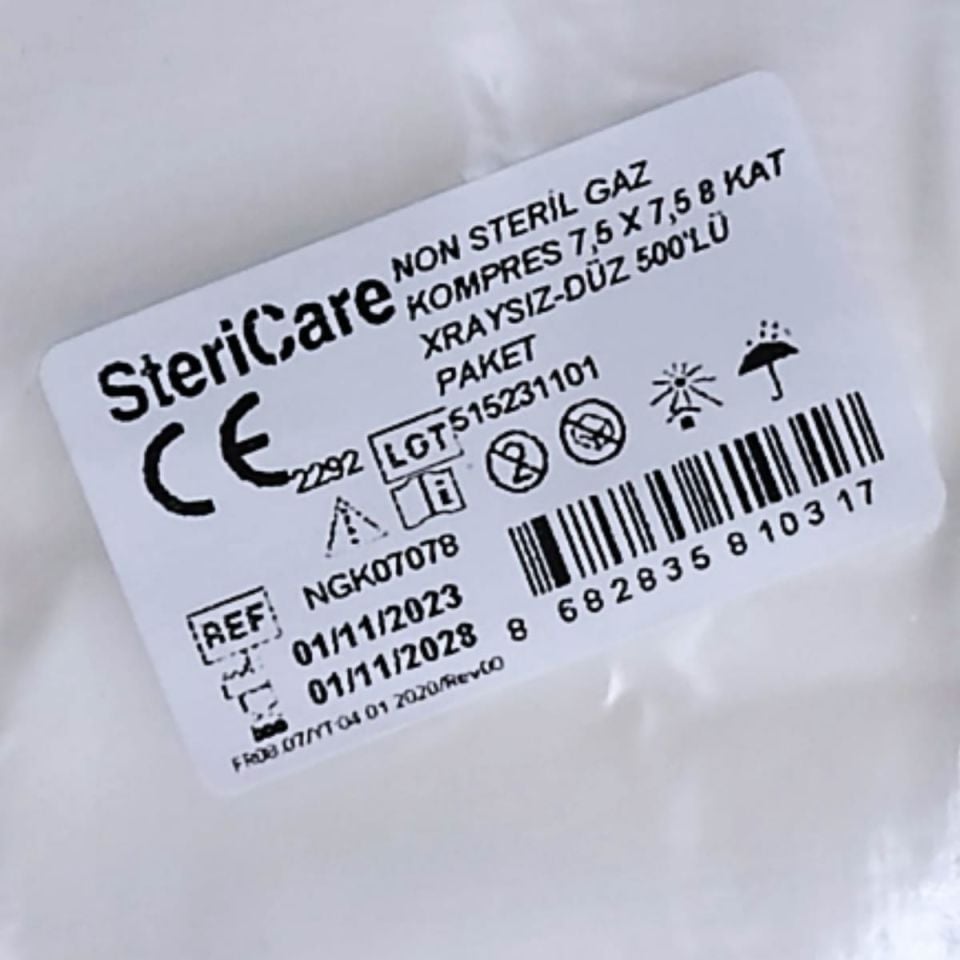 SteriCare
NON STERİL GAZ
KOMPRES 7,5 X 7,5 8 KAT
XRAYSIZ-DÜZ 500'LÜ
PAKET
CE 2292
LOT 515231101
REF NGK07078
01/11/2023
01/11/2028
8 682835 810317
FR08.07/YT:04.01.2020/Rev00